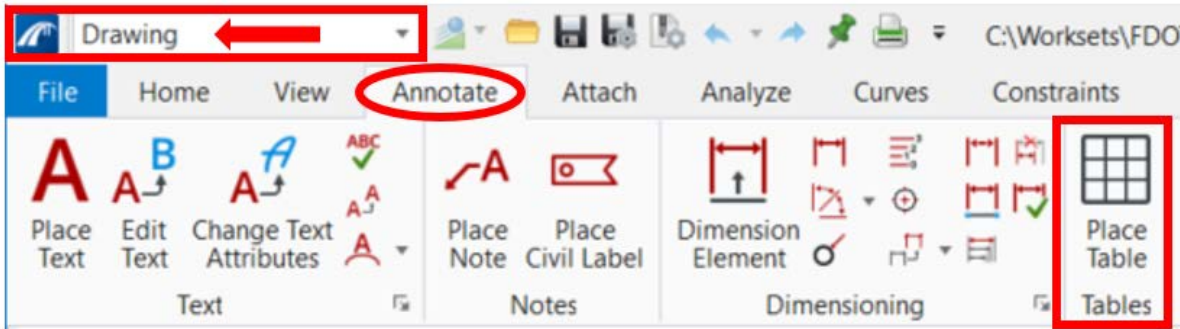 Drawing
C:\Worksets\FDO
File Home View Annotate Attach Analyze Curves Constraints
A B A ABC
A A A A
A A
A
Place Edit Change Text Place Place Dimension Place
Text Text Attributes Note Civil Label Element Table
Text Notes Dimensioning Tables